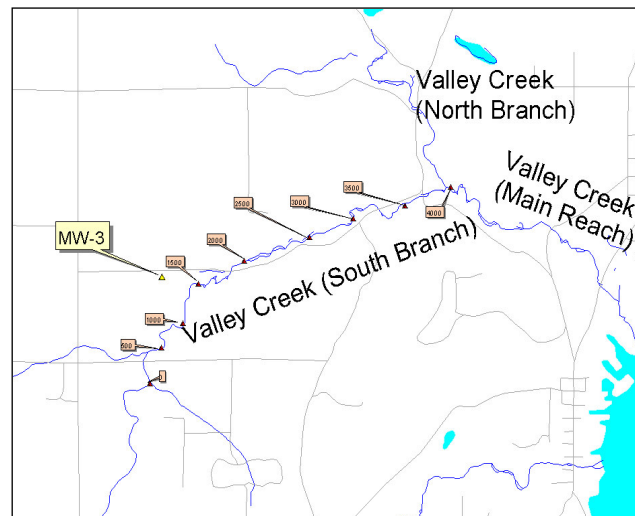 Valley Creek
(North Branch)
Valley Creek
(Main Reach)
3500
3000
4000
2500
MW-3
2000
1500
Valley Creek (South Branch)
1000
500
0